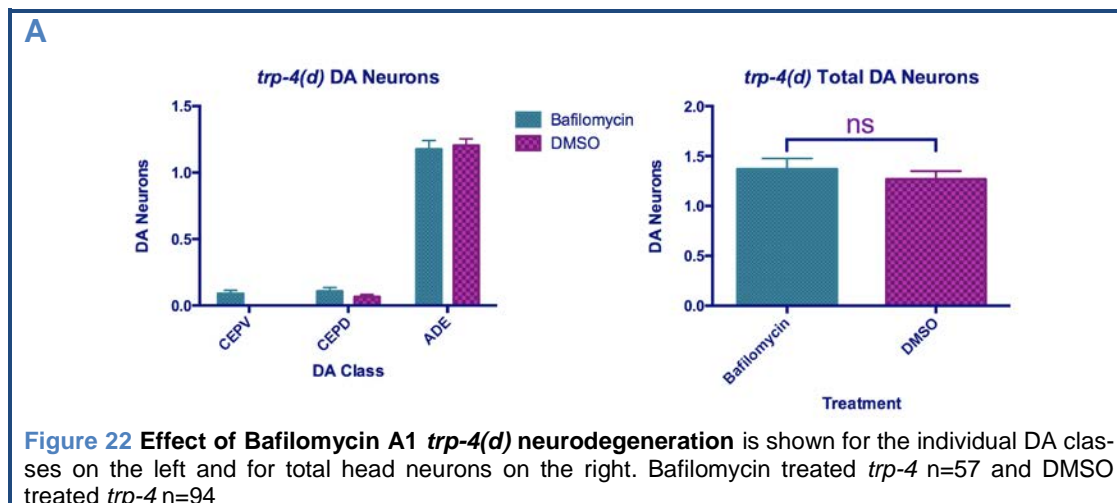 A
trp-4(d) DA Neurons
1.5
1.0
0.5
0.0
DA Neurons
CEPV
CEPD
ADE
DA Class
Bafilomycin
DMSO
trp-4(d) Total DA Neurons
2.0
1.5
1.0
0.5
0.0
DA Neurons
ns
Bafilomycin
DMSO
Treatment
Figure 22 Effect of Bafilomycin A1 trp-4(d) neurodegeneration is shown for the individual DA clas-
ses on the left and for total head neurons on the right. Bafilomycin treated trp-4 n=57 and DMSO
treated trp-4 n=94